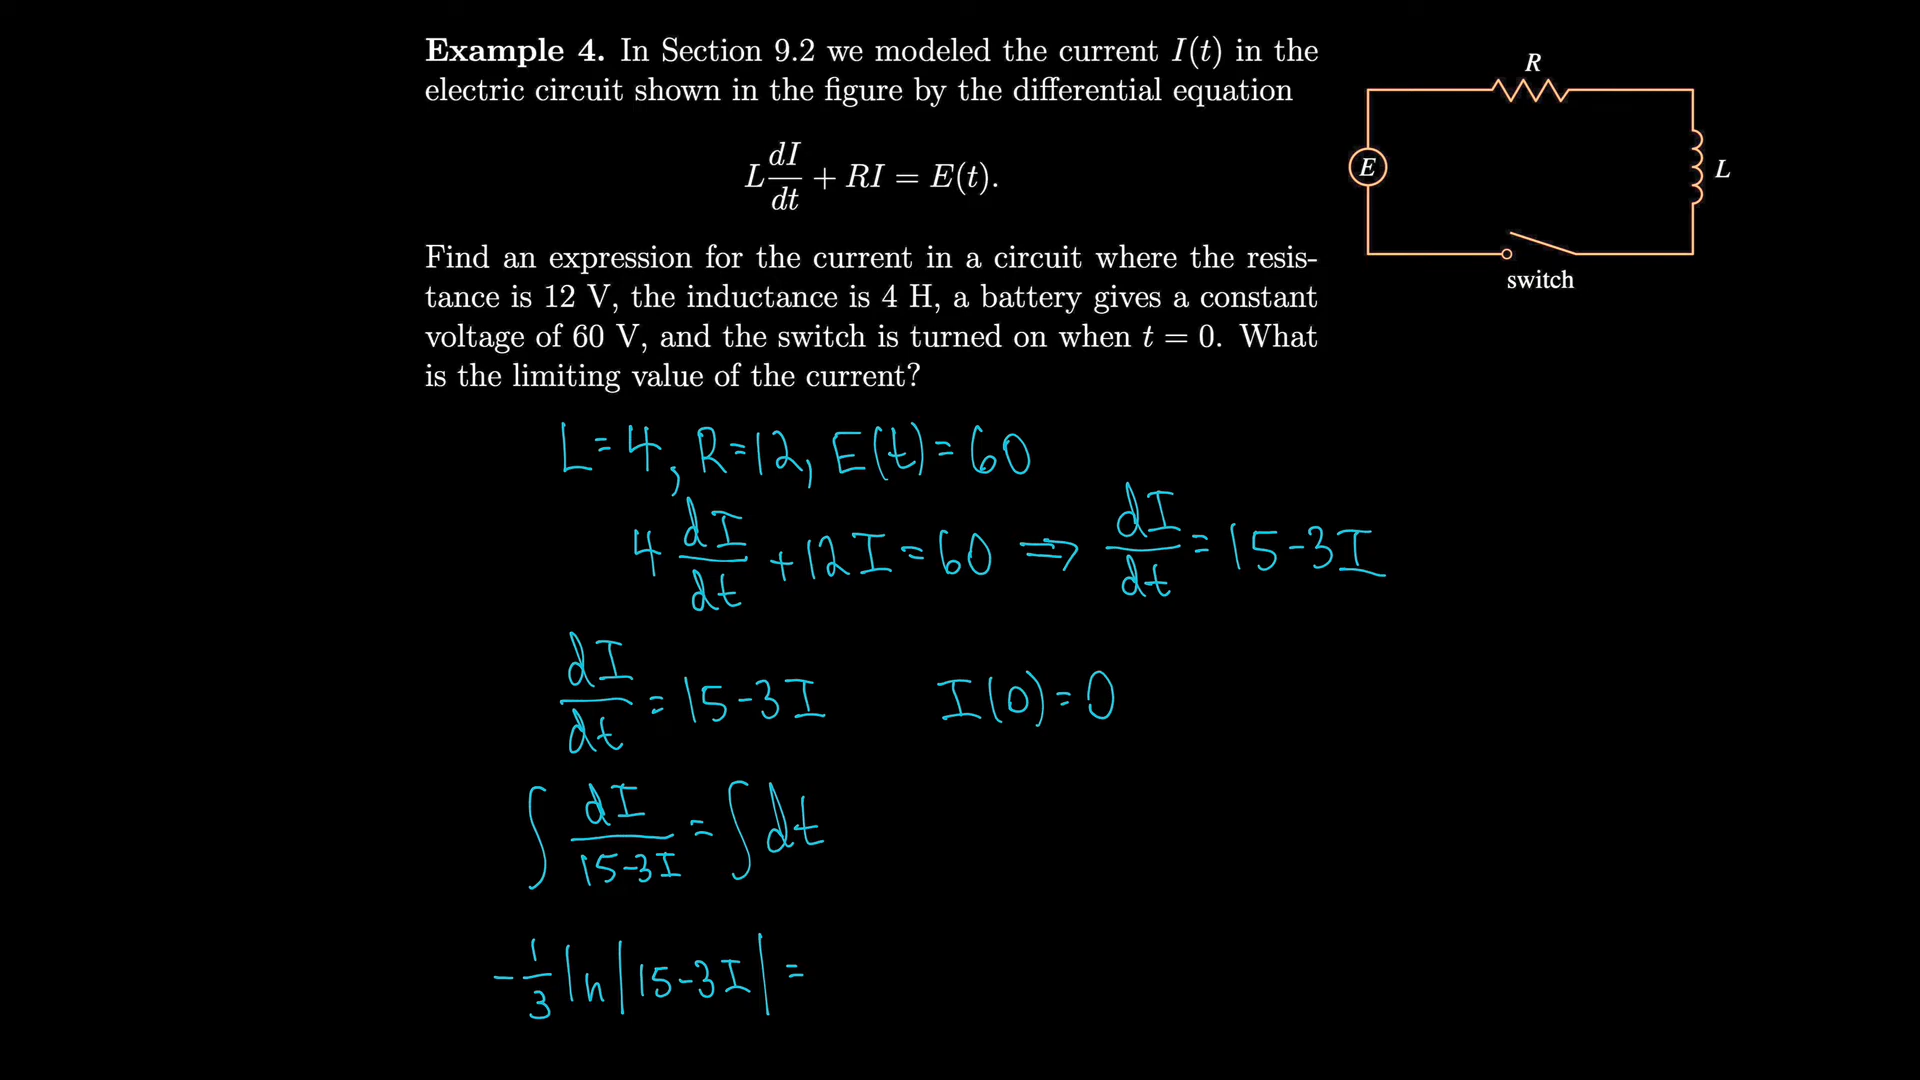 Example 4. In Section 9.2 we modeled the current I(t) in the
electric circuit shown in the figure by the differential equation
L dI/dt + RI = E(t).
Find an expression for the current in a circuit where the resis-
tance is 12 V, the inductance is 4 H, a battery gives a constant
voltage of 60 V, and the switch is turned on when t = 0. What
is the limiting value of the current?
R
E
L
switch
L=4, R=12, E(t)=60
4 dI/dt + 12I = 60 ⟹ dI/dt = 15-3I
dI/dt = 15-3I I(0)=0
∫ dI/15-3I = ∫ dt
-1/3 ln|15-3I| =